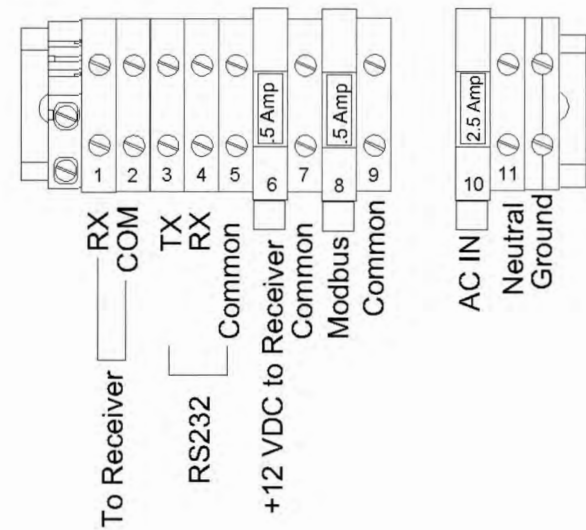 .5 Amp
.5 Amp
2.5 Amp
1
2
3
4
5
6
7
8
9
10
11
RX
COM
TX
RX
Common
+12 VDC to Receiver
Common
Modbus
Common
AC IN
Neutral
Ground
To Receiver
RS232